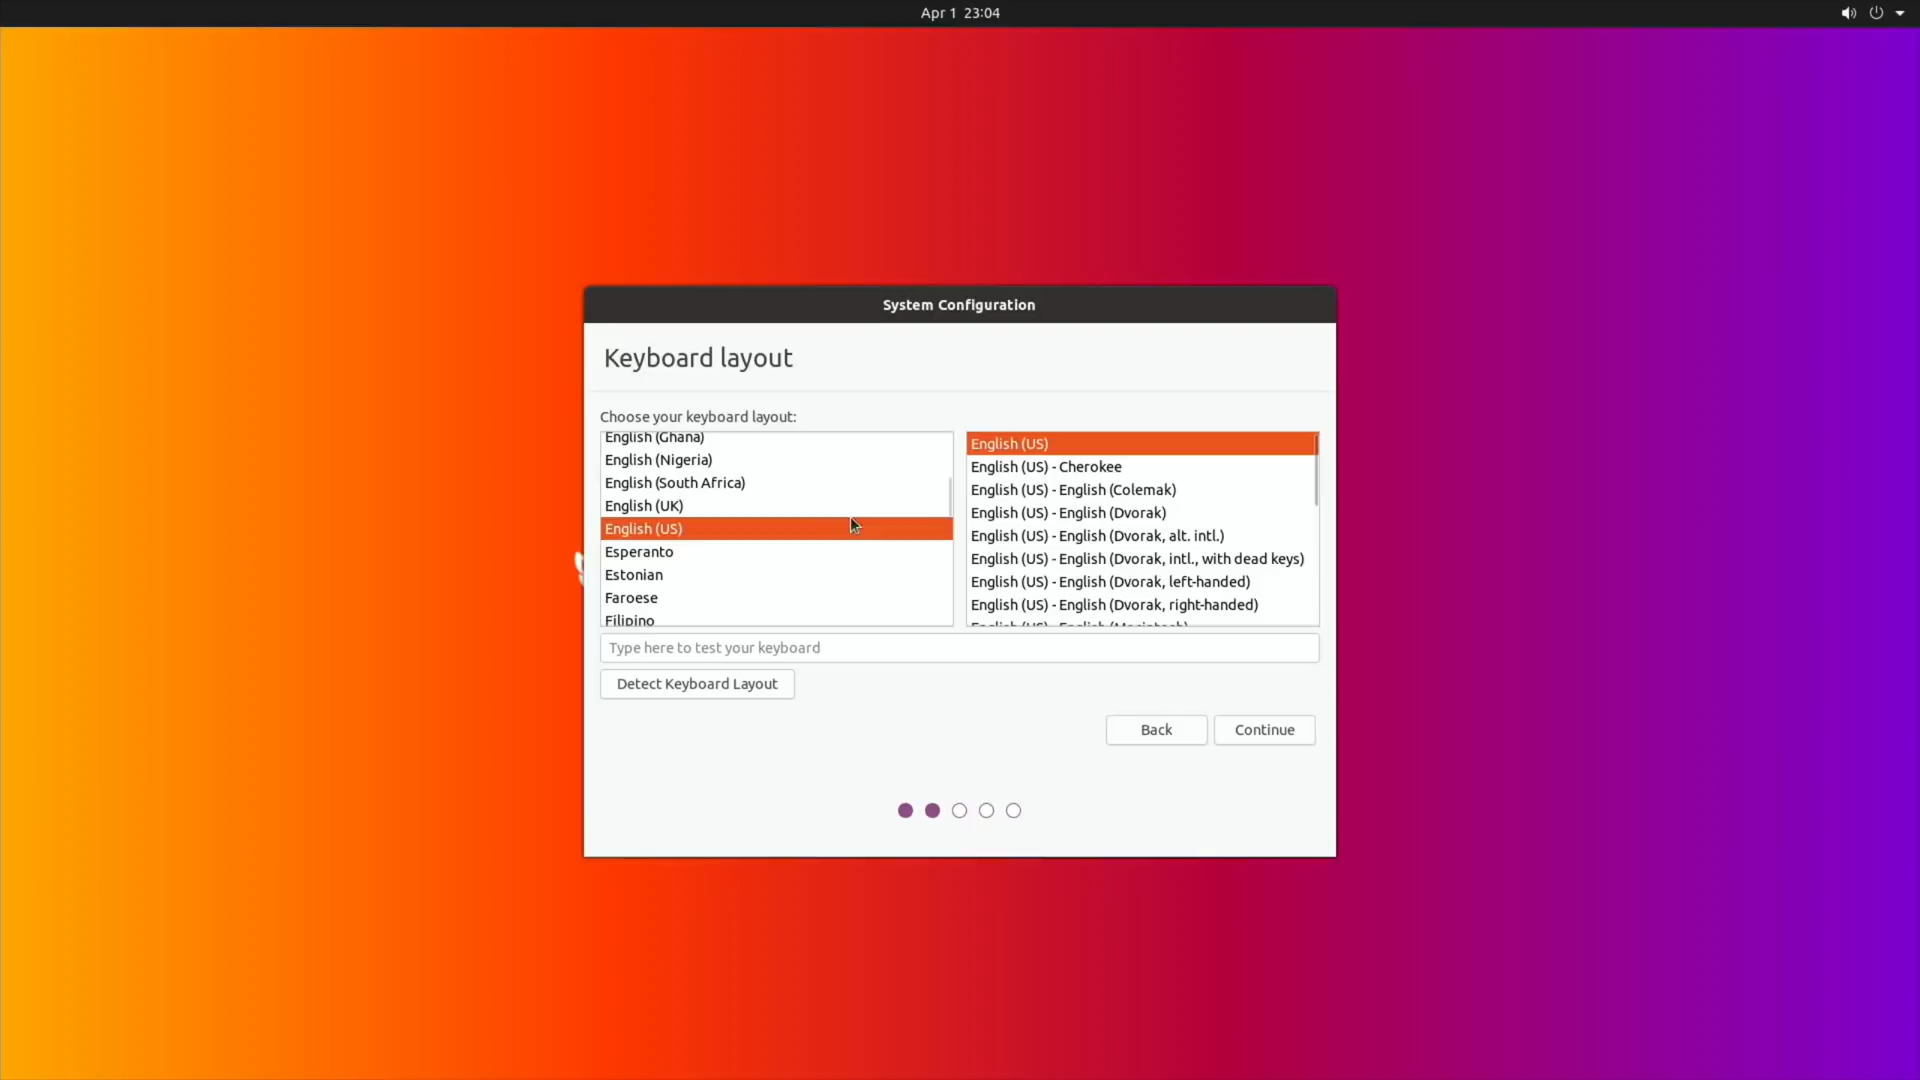 Apr 1 23:04
System Configuration
Keyboard layout
Choose your keyboard layout:
English (Ghana)
English (Nigeria)
English (South Africa)
English (UK)
English (US)
Esperanto
Estonian
Faroese
Filipino
English (US)
English (US) - Cherokee
English (US) - English (Colemak)
English (US) - English (Dvorak)
English (US) - English (Dvorak, alt. intl.)
English (US) - English (Dvorak, intl., with dead keys)
English (US) - English (Dvorak, left-handed)
English (US) - English (Dvorak, right-handed)
English (US) - English (Macintosh)
Type here to test your keyboard
Detect Keyboard Layout
Back
Continue